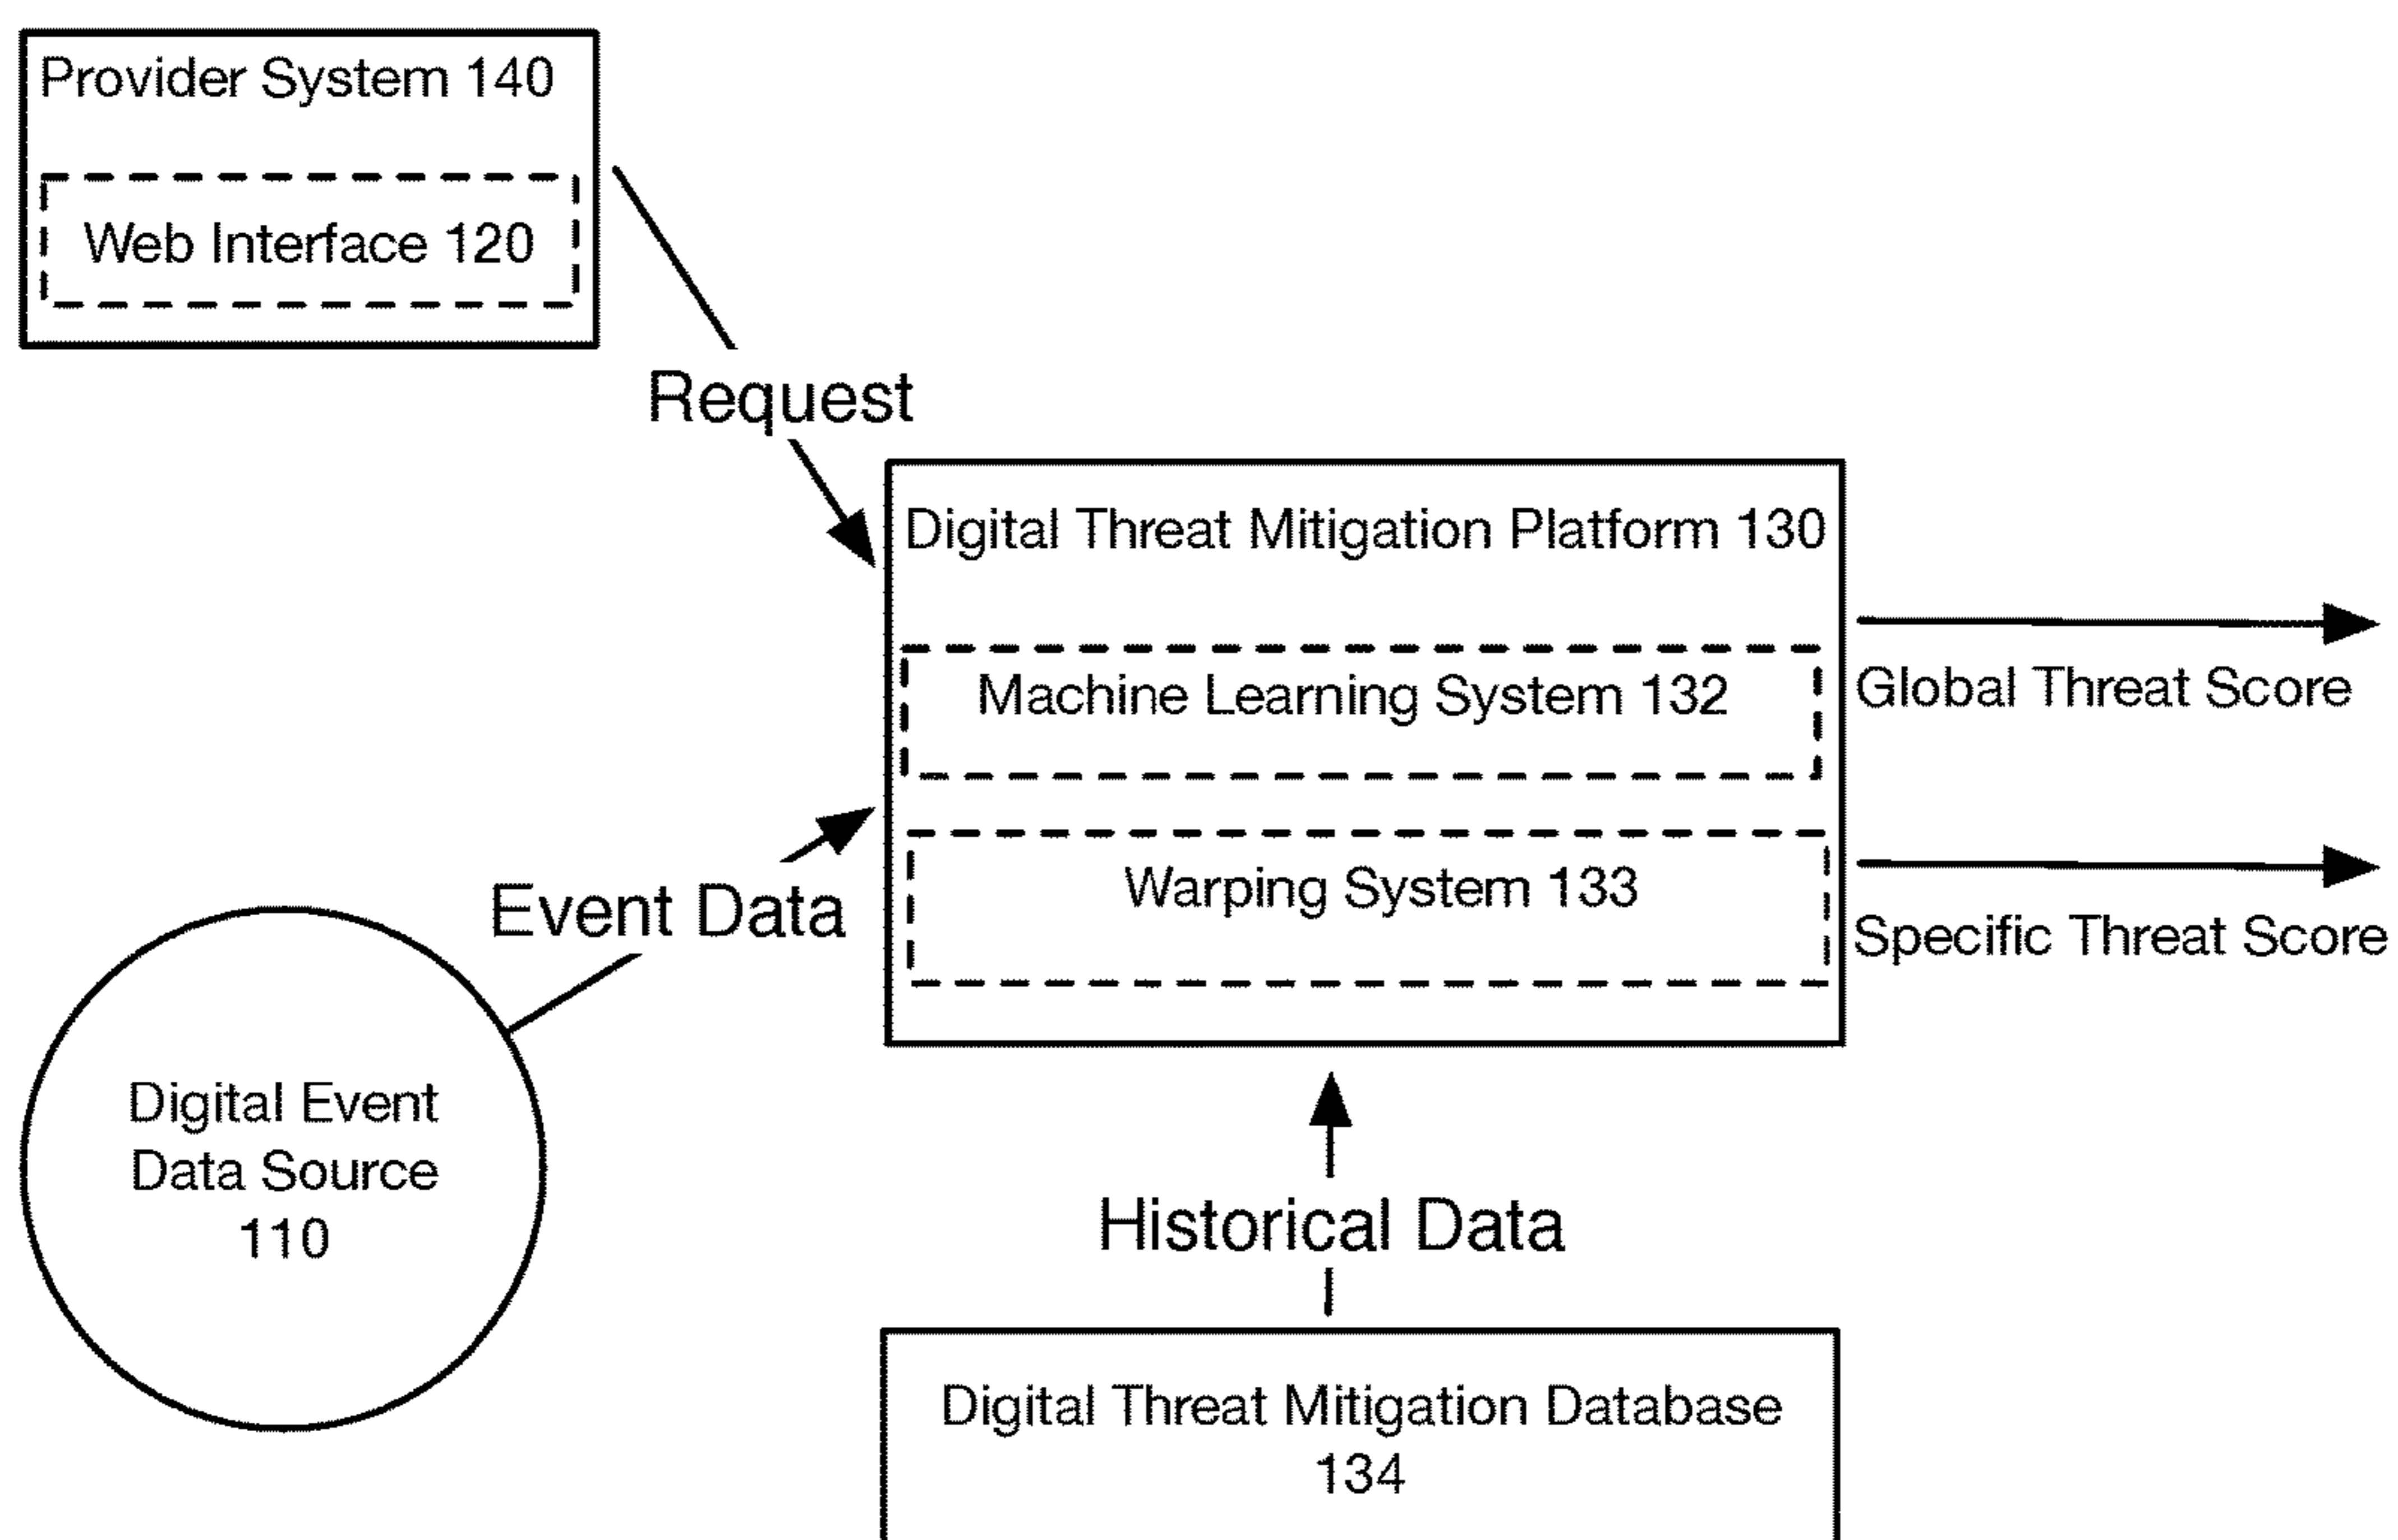 Provider System 140
Web Interface 120
Request
Digital Threat Mitigation Platform 130
Machine Learning System 132
Global Threat Score
Warping System 133
Specific Threat Score
Event Data
Digital Event
Data Source
110
Historical Data
Digital Threat Mitigation Database
134